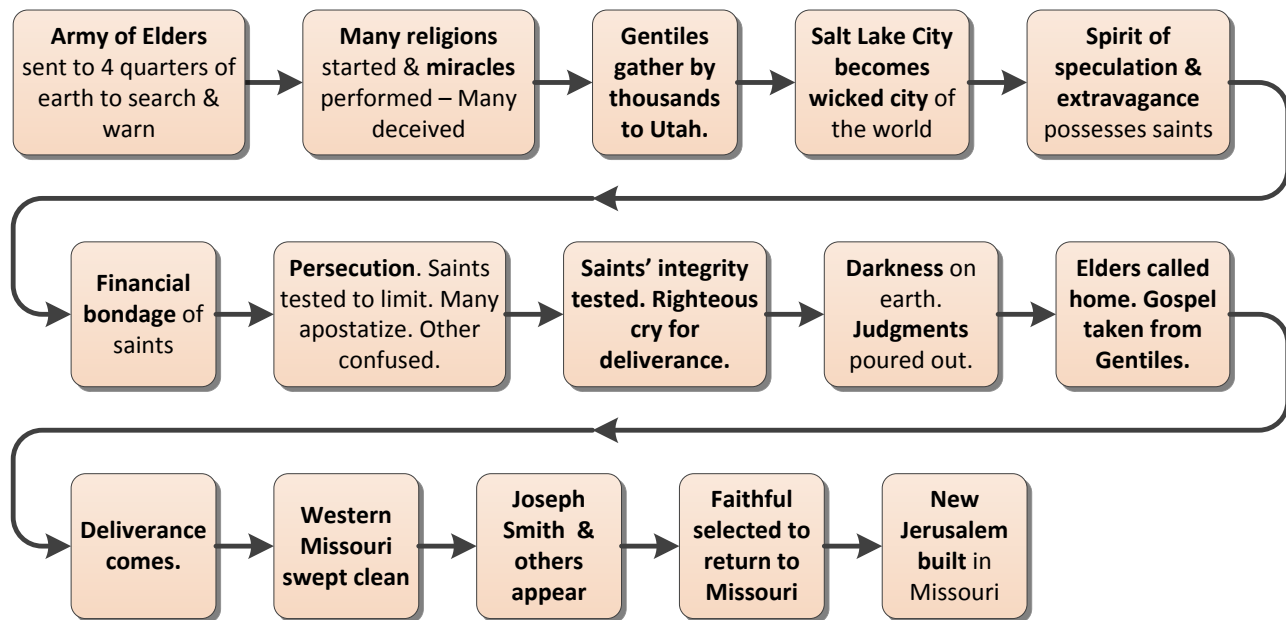 Army of Elders
sent to 4 quarters of
earth to search &
warn
Many religions
started & miracles
performed – Many
deceived
Gentiles
gather by
thousands
to Utah.
Salt Lake City
becomes
wicked city of
the world
Spirit of
speculation &
extravagance
possesses saints
Financial
bondage of
saints
Persecution. Saints
tested to limit. Many
apostatize. Other
confused.
Saints’ integrity
tested. Righteous
cry for
deliverance.
Darkness on
earth.
Judgments
poured out.
Elders called
home. Gospel
taken from
Gentiles.
Deliverance
comes.
Western
Missouri
swept clean
Joseph
Smith & 
others
appear
Faithful
selected to
return to
Missouri
New
Jerusalem
built in
Missouri